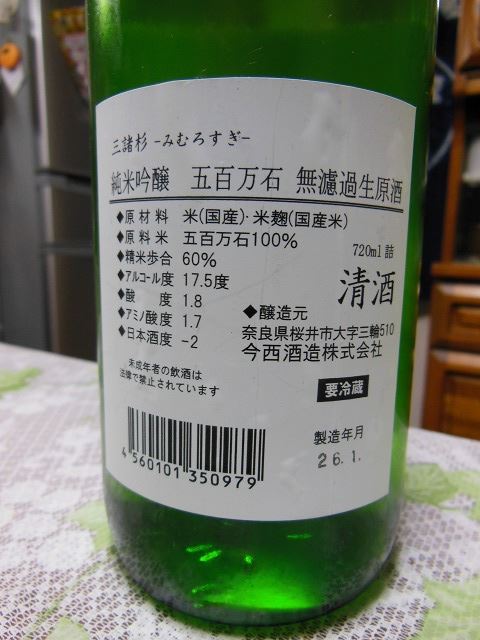 三諸杉 -みむろすぎ-
純米吟醸 五百万石 無濾過生原酒
◆原材料 米(国産)・米麹(国産米)
◆原料米 五百万石100%
◆精米歩合 60%
◆アルコール度 17.5度
◆酸度 1.8
◆アミノ酸度 1.7
◆日本酒度 -2
未成年者の飲酒は
法律で禁止されています
720ml 詰
清酒
◆醸造元
奈良県桜井市大字三輪510
今西酒造株式会社
要冷蔵
製造年月
26.1.
4 560101 350979